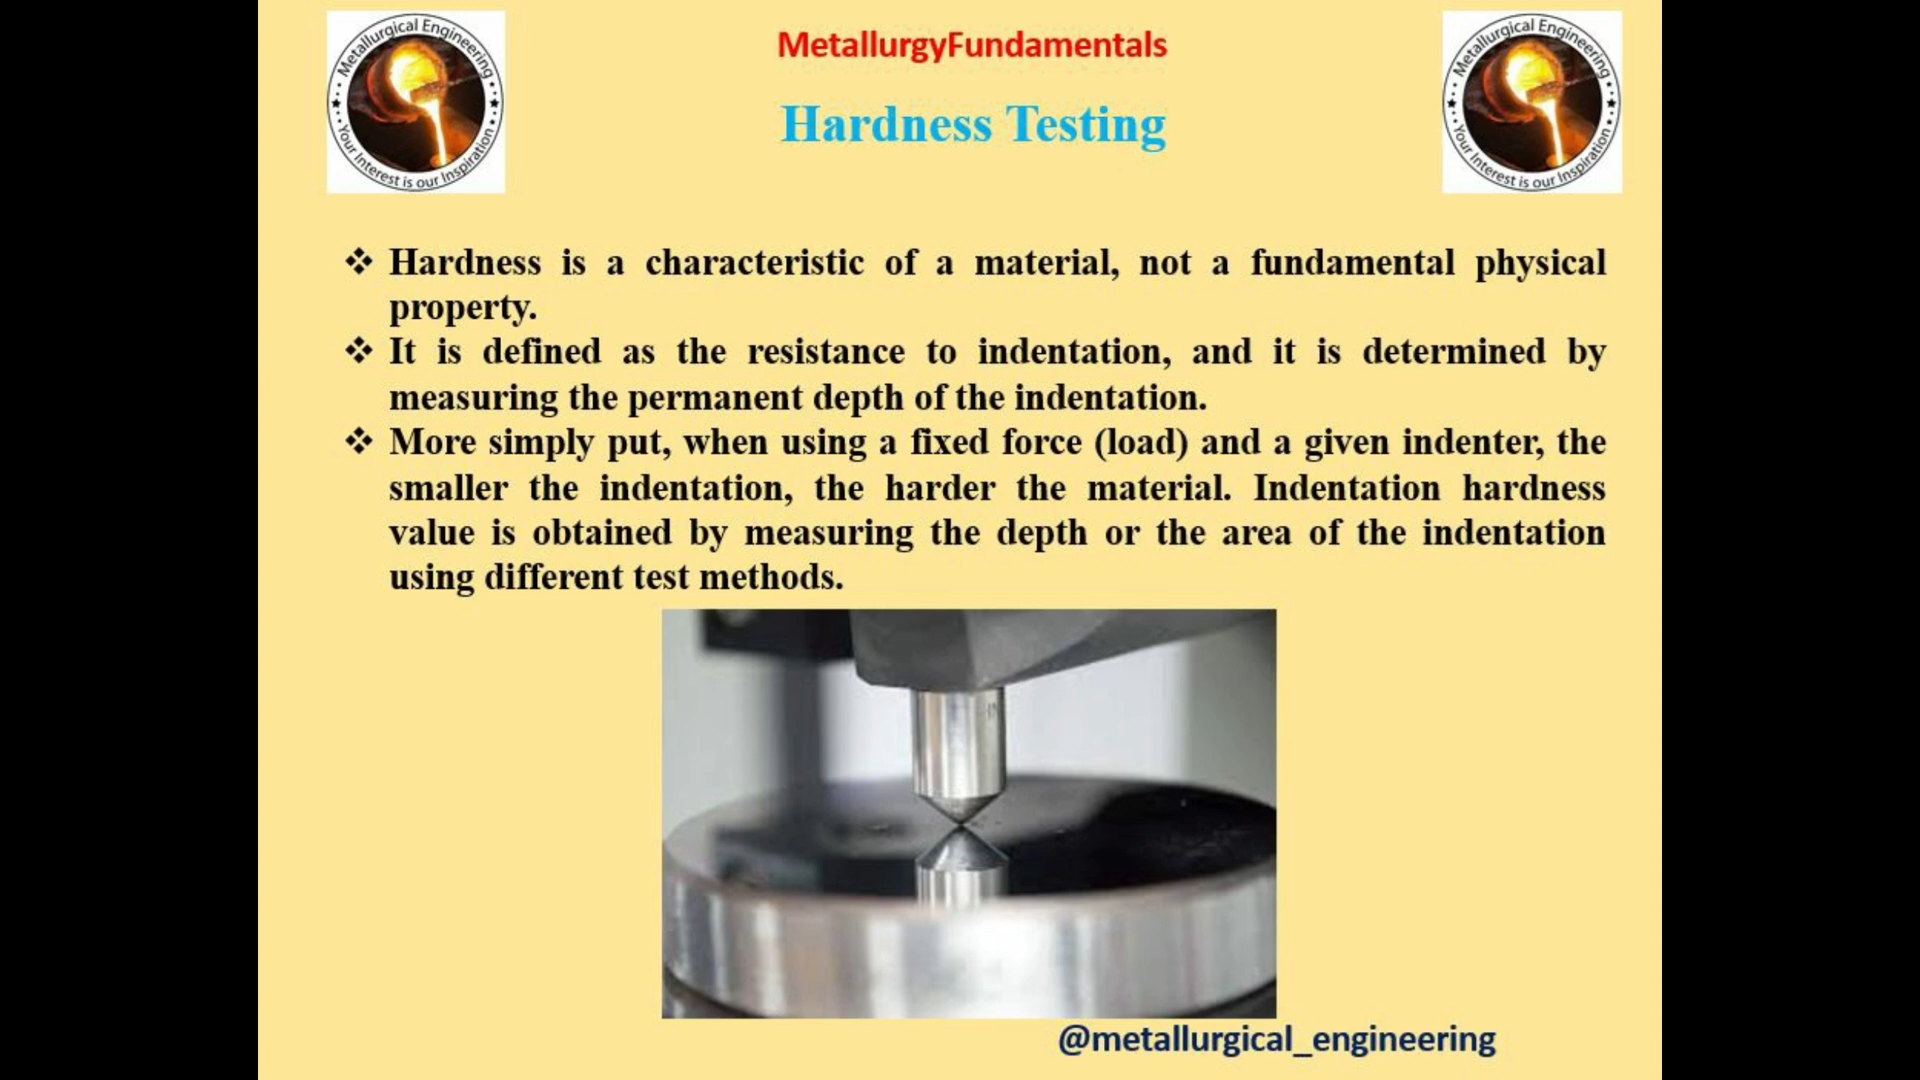 Metallurgical Engineering
Your Interest is our Inspiration
MetallurgyFundamentals
Metallurgical Engineering
Your Interest is our Inspiration
Hardness Testing
❖ Hardness is a characteristic of a material, not a fundamental physical
property.
❖ It is defined as the resistance to indentation, and it is determined by
measuring the permanent depth of the indentation.
❖ More simply put, when using a fixed force (load) and a given indenter, the
smaller the indentation, the harder the material. Indentation hardness
value is obtained by measuring the depth or the area of the indentation
using different test methods.
@metallurgical_engineering